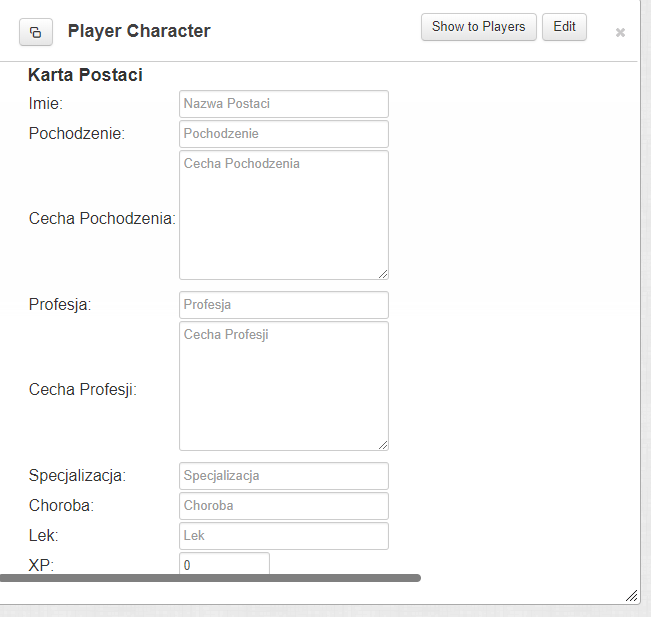 Player Character
Show to Players
Edit
Karta Postaci
Imie: Nazwa Postaci
Pochodzenie: Pochodzenie
Cecha Pochodzenia: Cecha Pochodzenia
Profesja: Profesja
Cecha Profesji: Cecha Profesji
Specjalizacja: Specjalizacja
Choroba: Choroba
Lek: Lek
XP: 0